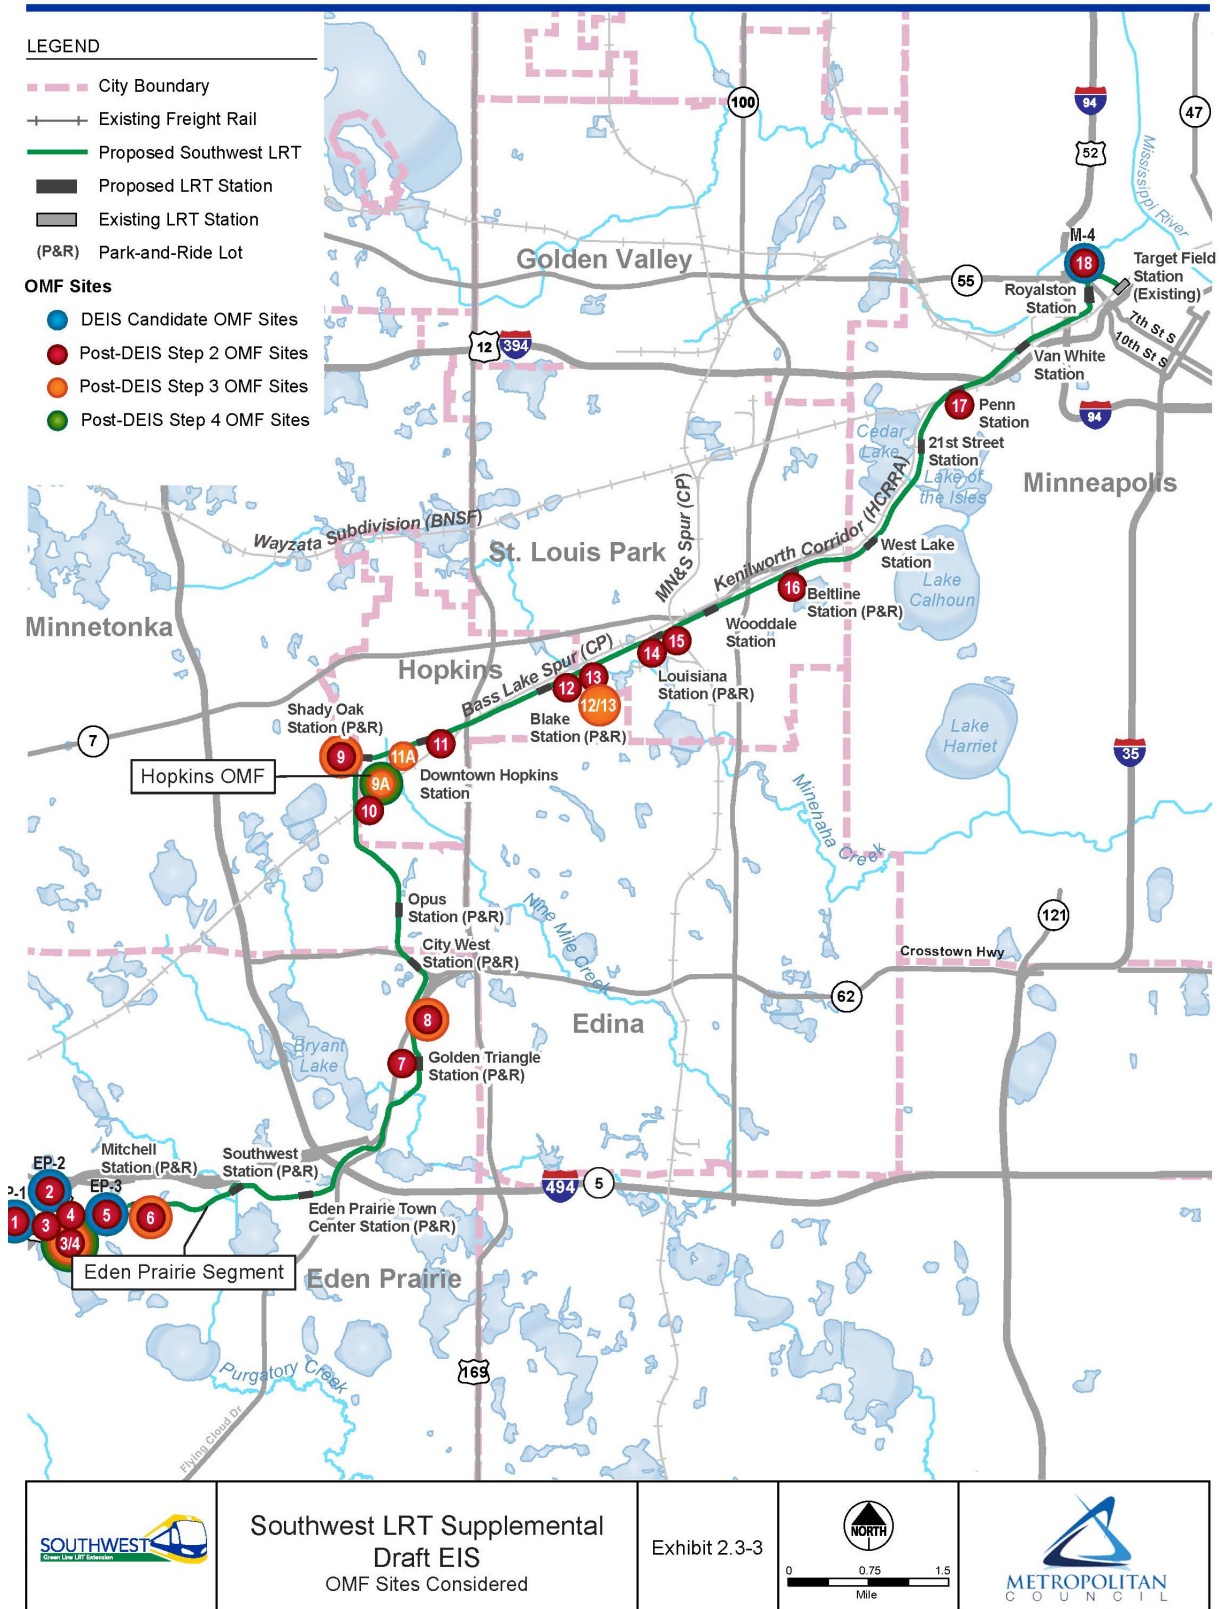 LEGEND
City Boundary
Existing Freight Rail
Proposed Southwest LRT
Proposed LRT Station
Existing LRT Station
(P&R) Park-and-Ride Lot
OMF Sites
DEIS Candidate OMF Sites
Post-DEIS Step 2 OMF Sites
Post-DEIS Step 3 OMF Sites
Post-DEIS Step 4 OMF Sites
100
94
47
52
Mississippi River
M-4
18
Target Field
Station
(Existing)
Golden Valley
55
Royalston
Station
7th St S
10th St S
12
394
Van White
Station
94
17
Penn
Station
Cedar
Lake
21st Street
Station
Lake of
the Isles
Minneapolis
Wayzata Subdivision (BNSF)
MN&S Spur (CP)
Kenilworth Corridor (HCRRA)
St. Louis Park
West Lake
Station
Lake
Calhoun
16
Beltline
Station (P&R)
Minnetonka
Wooddale
Station
Hopkins
Bass Lake Spur (CP)
14
15
Louisiana
Station (P&R)
12
13
12/13
Blake
Station (P&R)
Shady Oak
Station (P&R)
7
9
11A
11
Lake
Harriet
35
Hopkins OMF
9A
Downtown Hopkins
Station
10
Minehaha Creek
Opus
Station (P&R)
Nine Mile Creek
121
City West
Station (P&R)
Crosstown Hwy
62
8
Edina
Bryant
Lake
7
Golden Triangle
Station (P&R)
Mitchell
Station (P&R)
Southwest
Station (P&R)
EP-2
P-1
EP-3
2
494
5
1
3
4
5
6
Eden Prairie Town
Center Station (P&R)
3/4
Eden Prairie Segment
Eden Prairie
Purgatory Creek
169
Flying Cloud Dr
SOUTHWEST
Green Line LRT Extension
Southwest LRT Supplemental
Draft EIS
OMF Sites Considered
Exhibit 2.3-3
NORTH
0 0.75 1.5
Mile
METROPOLITAN
COUNCIL